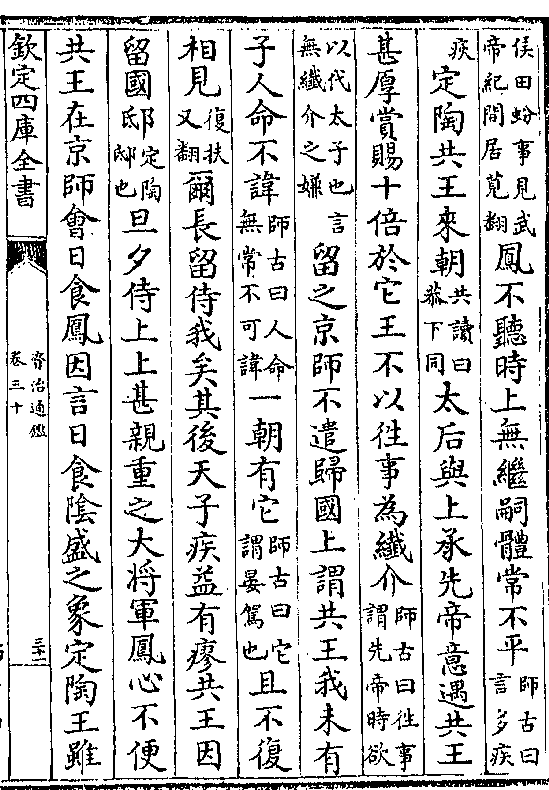 侯田蚡事見武帝紀間居莧翻鳳不聽時上無繼嗣體常不平師古曰言多疾
疾定陶共王來朝共讀曰恭下同太后與上承先帝意遇共王
甚厚賞賜十倍於它王不以往事為纖介師古曰往事謂先帝時欲
以代太子也言無纖介之嫌留之京師不遣歸國上謂共王我未有
子人命不諱師古曰人命無常不可諱一朝有它師古曰它謂晏駕也且不復
相見復扶又翻爾長留侍我矣其後天子疾益有瘳共王因
留國邸定陶邸也旦夕侍上上甚親重之大將軍鳳心不便
共王在京師會日食鳳因言日食陰盛之象定陶王雖
欽定四庫全書
資治通鑑
卷三十
三十一